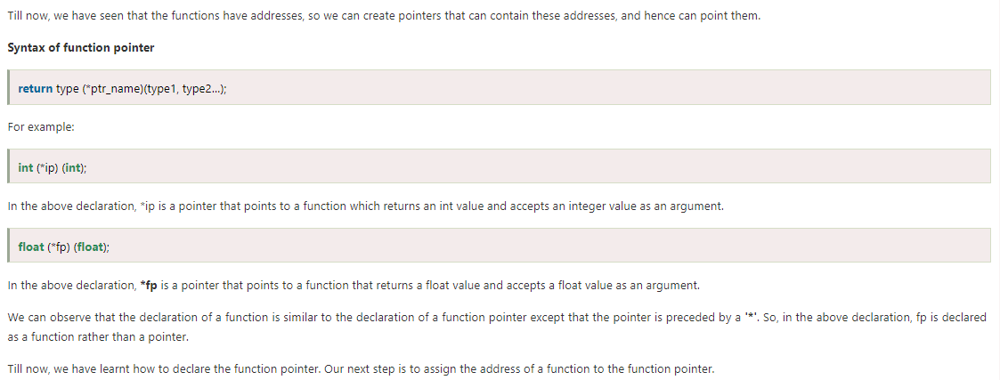 Till now, we have seen that the functions have addresses, so we can create pointers that can contain these addresses, and hence can point them.
Syntax of function pointer
return type (*ptr_name)(type1, type2...);
For example:
int (*ip) (int);
In the above declaration, *ip is a pointer that points to a function which returns an int value and accepts an integer value as an argument.
float (*fp) (float);
In the above declaration, *fp is a pointer that points to a function that returns a float value and accepts a float value as an argument.
We can observe that the declaration of a function is similar to the declaration of a function pointer except that the pointer is preceded by a '*'. So, in the above declaration, fp is declared
as a function rather than a pointer.
Till now, we have learnt how to declare the function pointer. Our next step is to assign the address of a function to the function pointer.